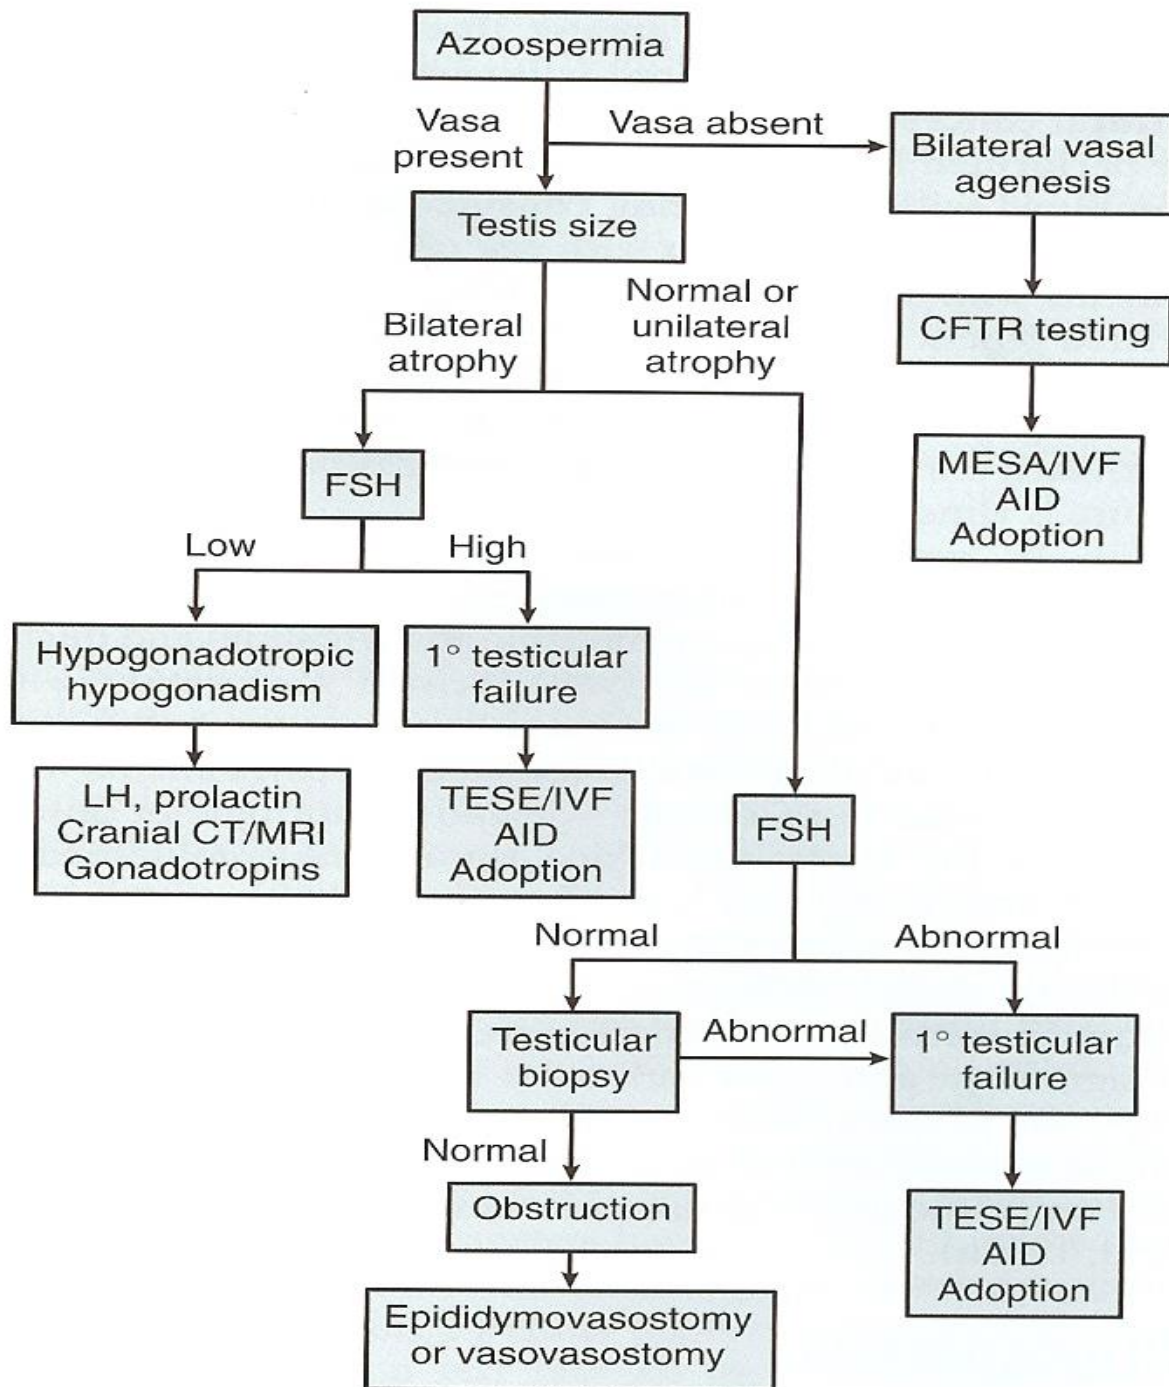 Azoospermia
Vasa
present
Vasa absent
Bilateral vasal
agenesis
Testis size
CFTR testing
MESA/IVF
AID
Adoption
Bilateral
atrophy
Normal or
unilateral
atrophy
FSH
Low
High
Hypogonadotropic
hypogonadism
1° testicular
failure
LH, prolactin
Cranial CT/MRI
Gonadotropins
TESE/IVF
AID
Adoption
FSH
Normal
Abnormal
Testicular
biopsy
Abnormal
1° testicular
failure
Normal
Obstruction
TESE/IVF
AID
Adoption
Epididymovasostomy
or vasovasostomy